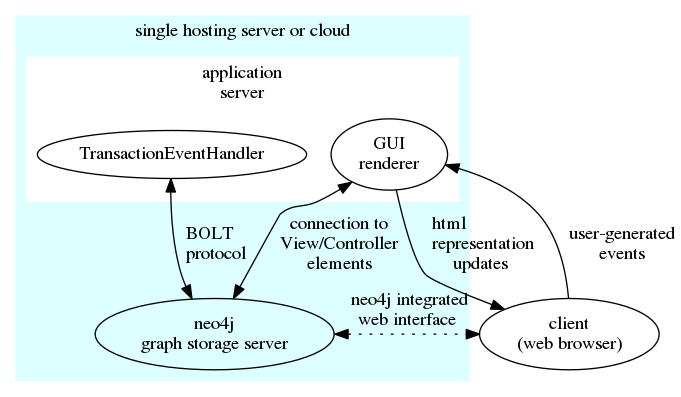 single hosting server or cloud
application
server
TransactionEventHandler
GUI
renderer
BOLT
protocol
connection to
View/Controller
elements
html
representation
updates
user-generated
events
neo4j integrated
web interface
neo4j
graph storage server
client
(web browser)